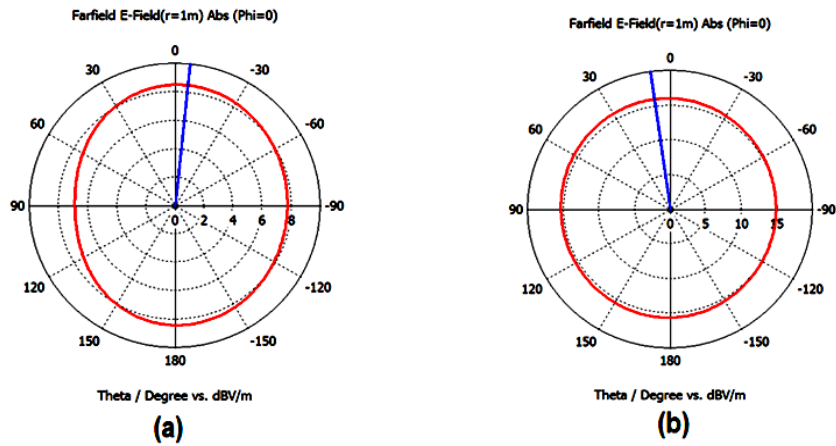 Farfield E-Field(r=1m) Abs (Phi=0)
0
30 -30
60 -60
90 0 2 4 6 8 -90
120 -120
150 -150
180
Theta / Degree vs. dBV/m
(a)
Farfield E-Field(r=1m) Abs (Phi=0)
0
30 -30
60 -60
90 0 5 10 15 -90
120 -120
150 -150
180
Theta / Degree vs. dBV/m
(b)